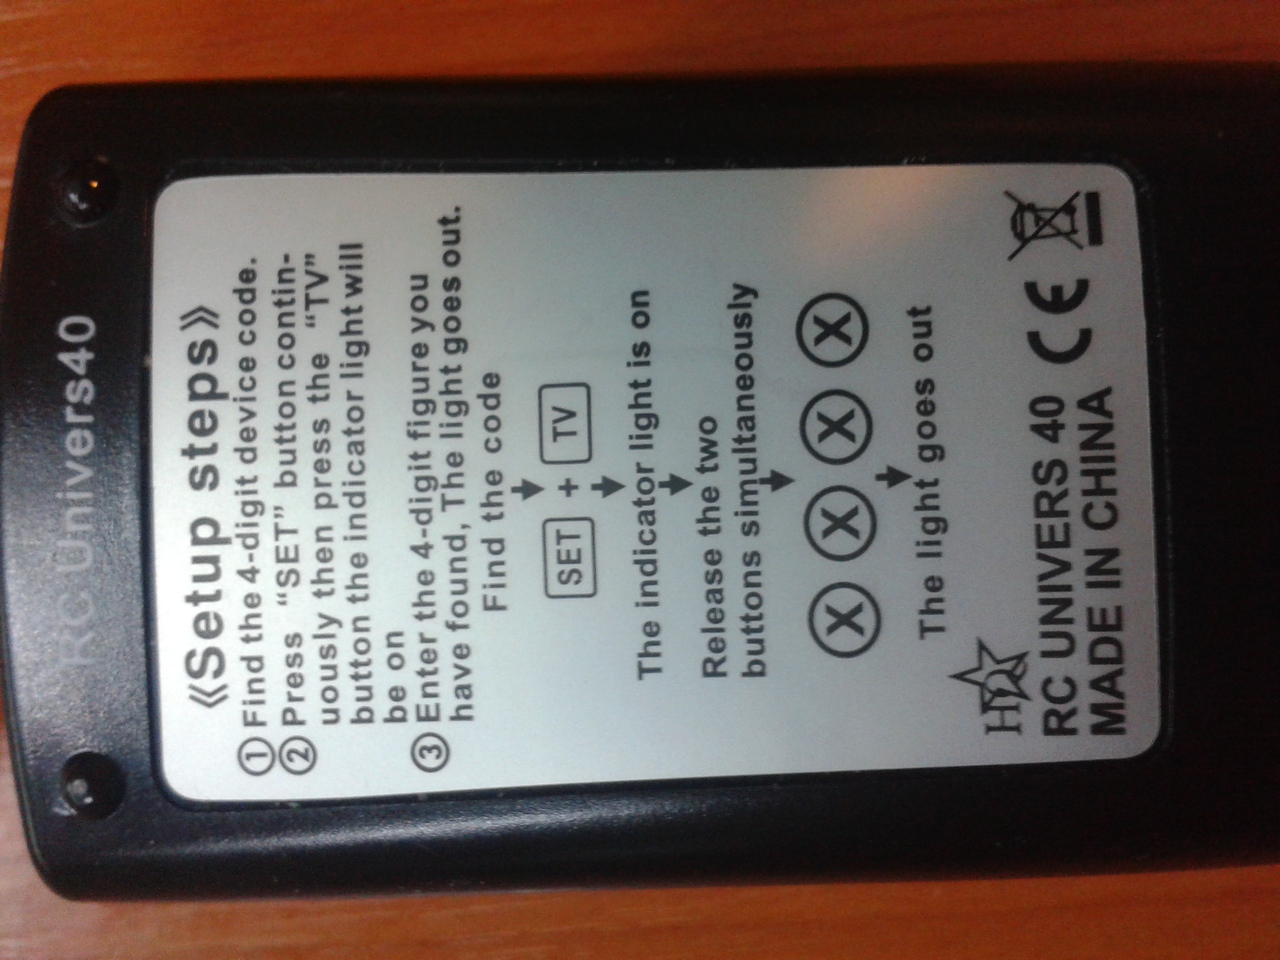 RC Univers40
《Setup steps》
① Find the 4-digit device code.
② Press “SET” button contin-
uously then press the “TV”
button the indicator light will
be on
③ Enter the 4-digit figure you
have found, The light goes out.
Find the code
SET + TV
The indicator light is on
Release the two
buttons simultaneously
X X X X
The light goes out
HQ
RC UNIVERS 40 CE
MADE IN CHINA